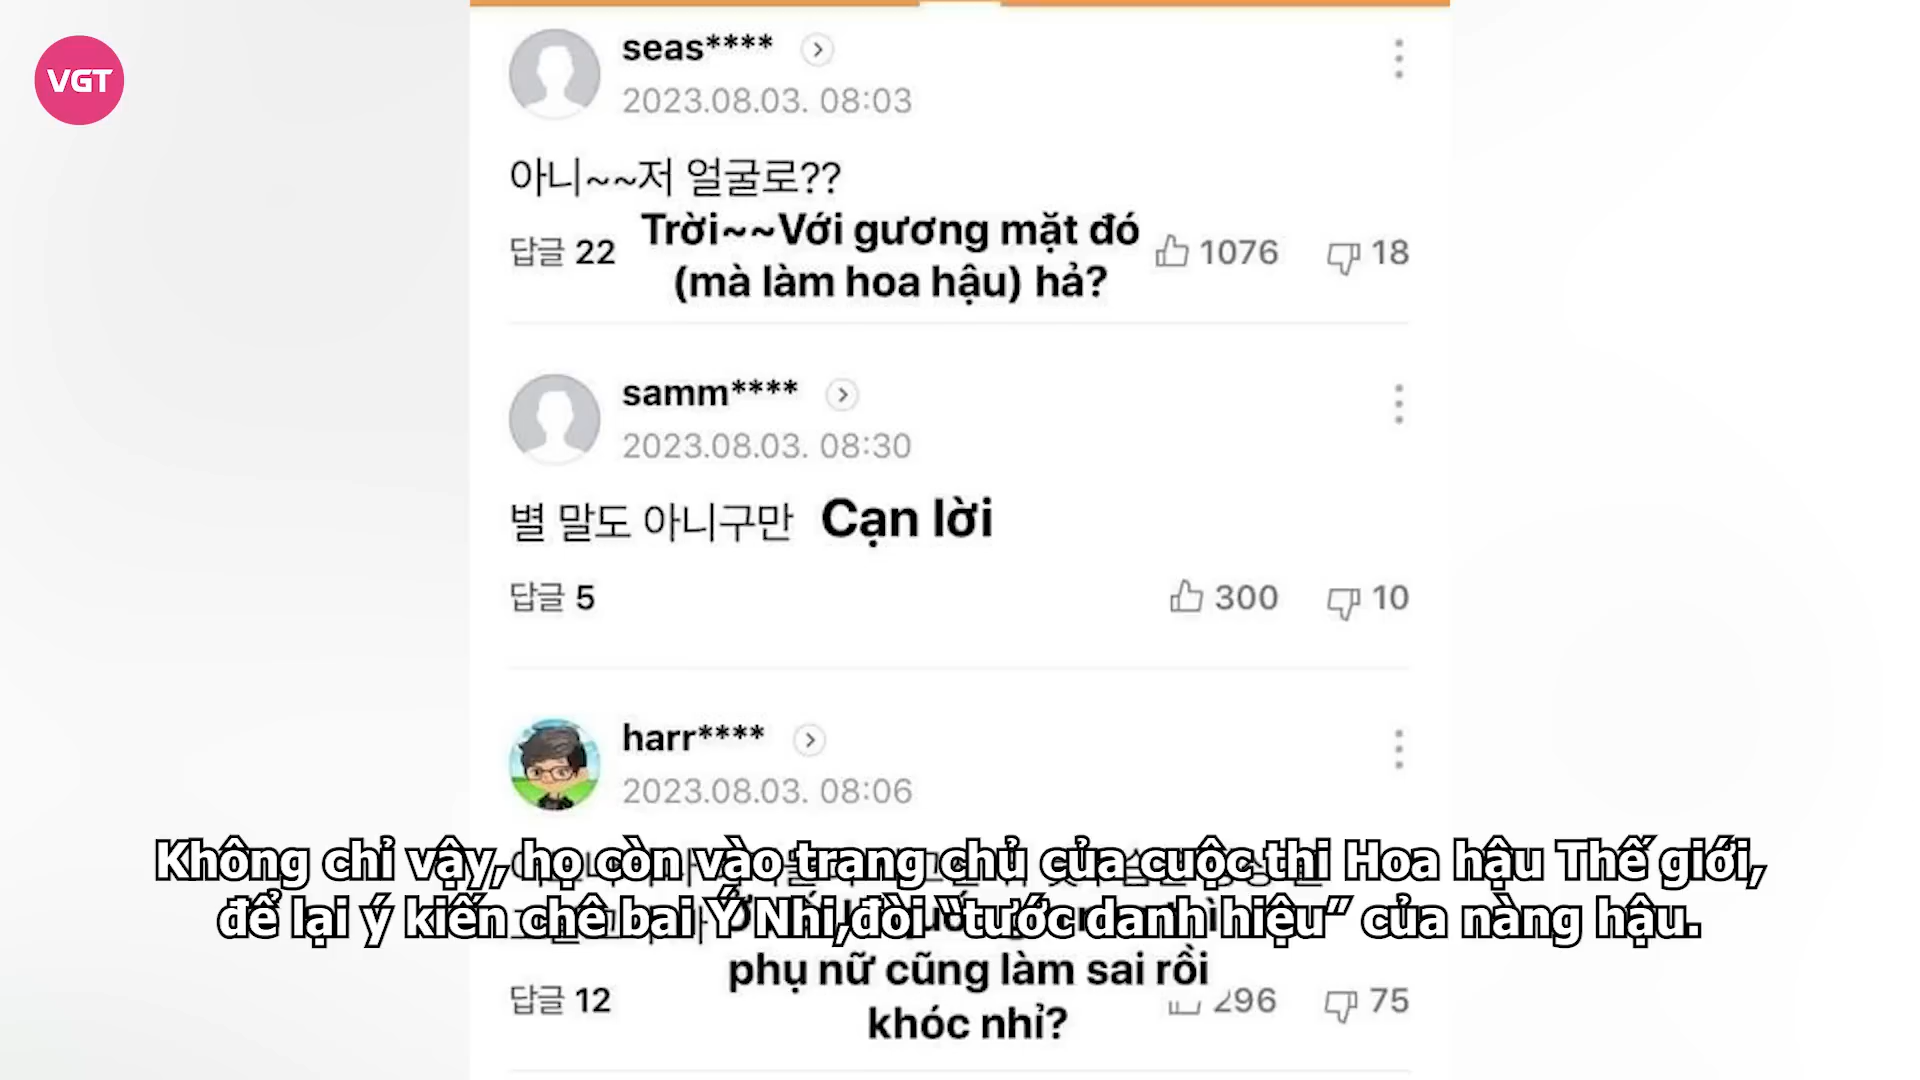 VGT
seas****
2023.08.03. 08:03
아니~~저 얼굴로??
Trời~~Với gương mặt đó
(mà làm hoa hậu) hả?
답글 22
1076
18
samm****
2023.08.03. 08:30
별 말도 아니구만 Cạn lời
답글 5
300
10
harr****
2023.08.03. 08:06
Không chỉ vậy, họ còn vào trang chủ của cuộc thi Hoa hậu Thế giới,
để lại ý kiến chê bai Ý Nhi,đòi “tước danh hiệu” của nàng hậu.
phụ nữ cũng làm sai rồi
khóc nhỉ?
답글 12
296
75